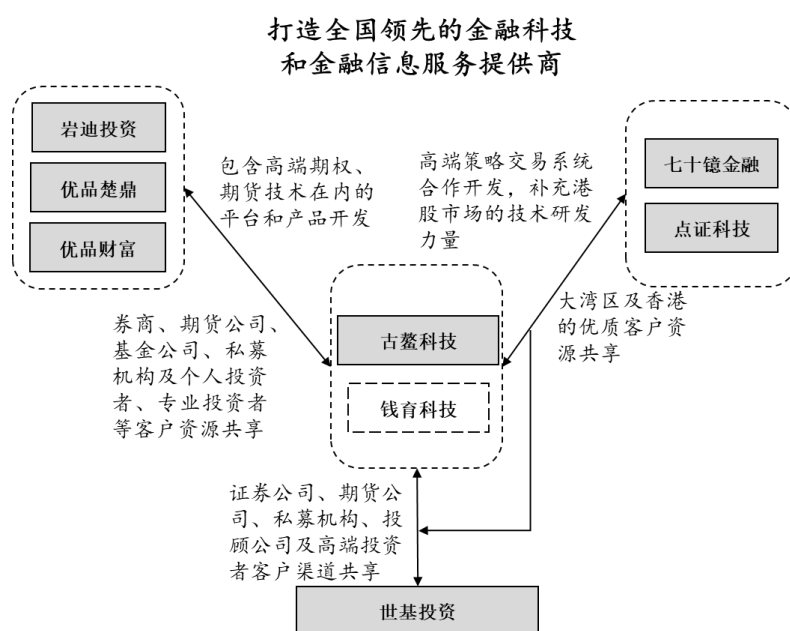 打造全国领先的金融科技
和金融信息服务提供商
岩迪投资
优品楚鼎
优品财富
包含高端期权、
期货技术在内的
平台和产品开发
高端策略交易系统
合作开发，补充港
股市场的技术研发
力量
七十镱金融
点证科技
券商、期货公司、
基金公司、私募
机构及个人投资
者、专业投资者
等客户资源共享
古鳌科技
钱育科技
大湾区及香港
的优质客户资
源共享
证券公司、期货公
司、私募机构、投
顾公司及高端投资
者客户渠道共享
世基投资